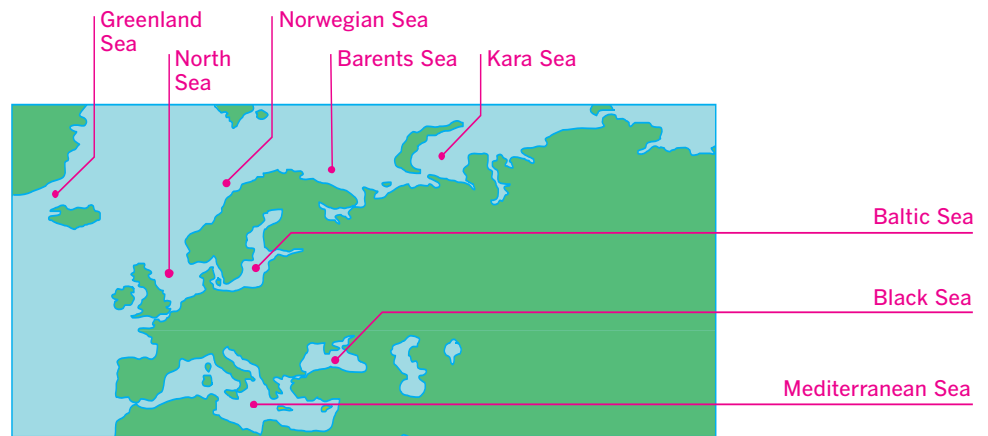 Greenland
Sea
Norwegian Sea
North
Sea
Barents Sea
Kara Sea
Baltic Sea
Black Sea
Mediterranean Sea